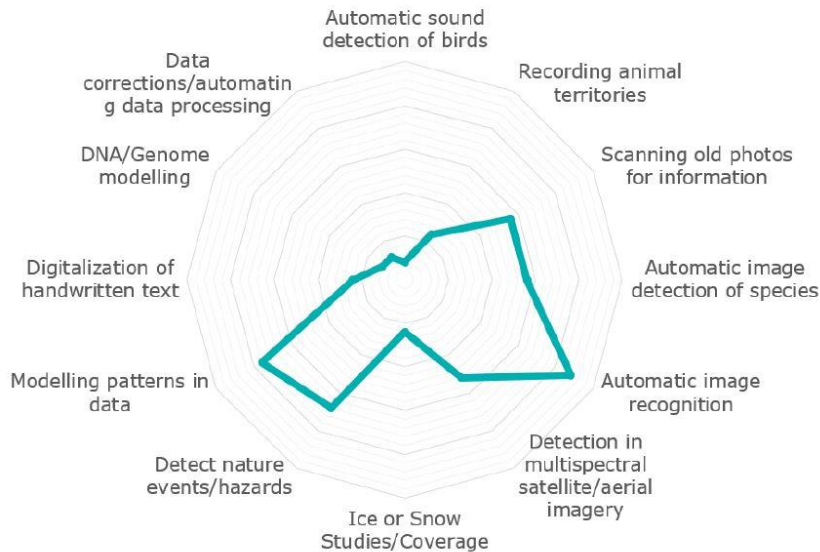 Automatic sound
detection of birds
Recording animal
territories
Scanning old photos
for information
Automatic image
detection of species
Automatic image
recognition
Detection in
multispectral
satellite/aerial
imagery
Ice or Snow
Studies/Coverage
Detect nature
events/hazards
Modelling patterns in
data
Digitalization of
handwritten text
DNA/Genome
modelling
Data
corrections/automatin
g data processing